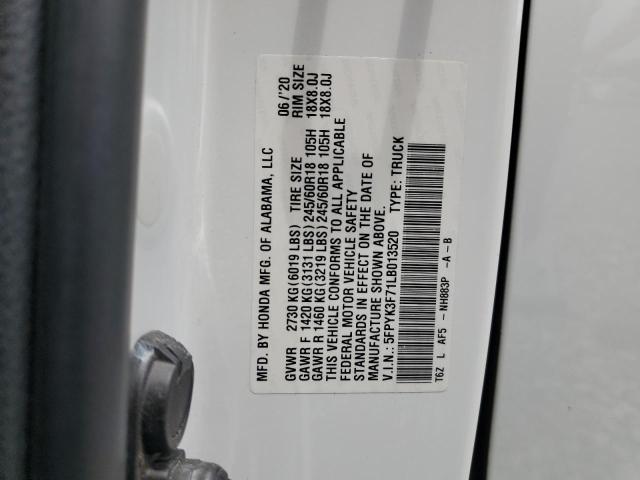 MFD. BY HONDA MFG. OF ALABAMA, LLC 06/'20
GVWR 2730 KG(6019 LBS) TIRE SIZE RIM SIZE
GAWR F 1420 KG(3131 LBS) 245/60R18 105H 18X8.0J
GAWR R 1460 KG(3219 LBS) 245/60R18 105H 18X8.0J
THIS VEHICLE CONFORMS TO ALL APPLICABLE
FEDERAL MOTOR VEHICLE SAFETY
STANDARDS IN EFFECT ON THE DATE OF
MANUFACTURE SHOWN ABOVE.
V.I.N.: 5FPYK3F71LB013520 TYPE: TRUCK
T6Z L AF5 - NH883P -A-B